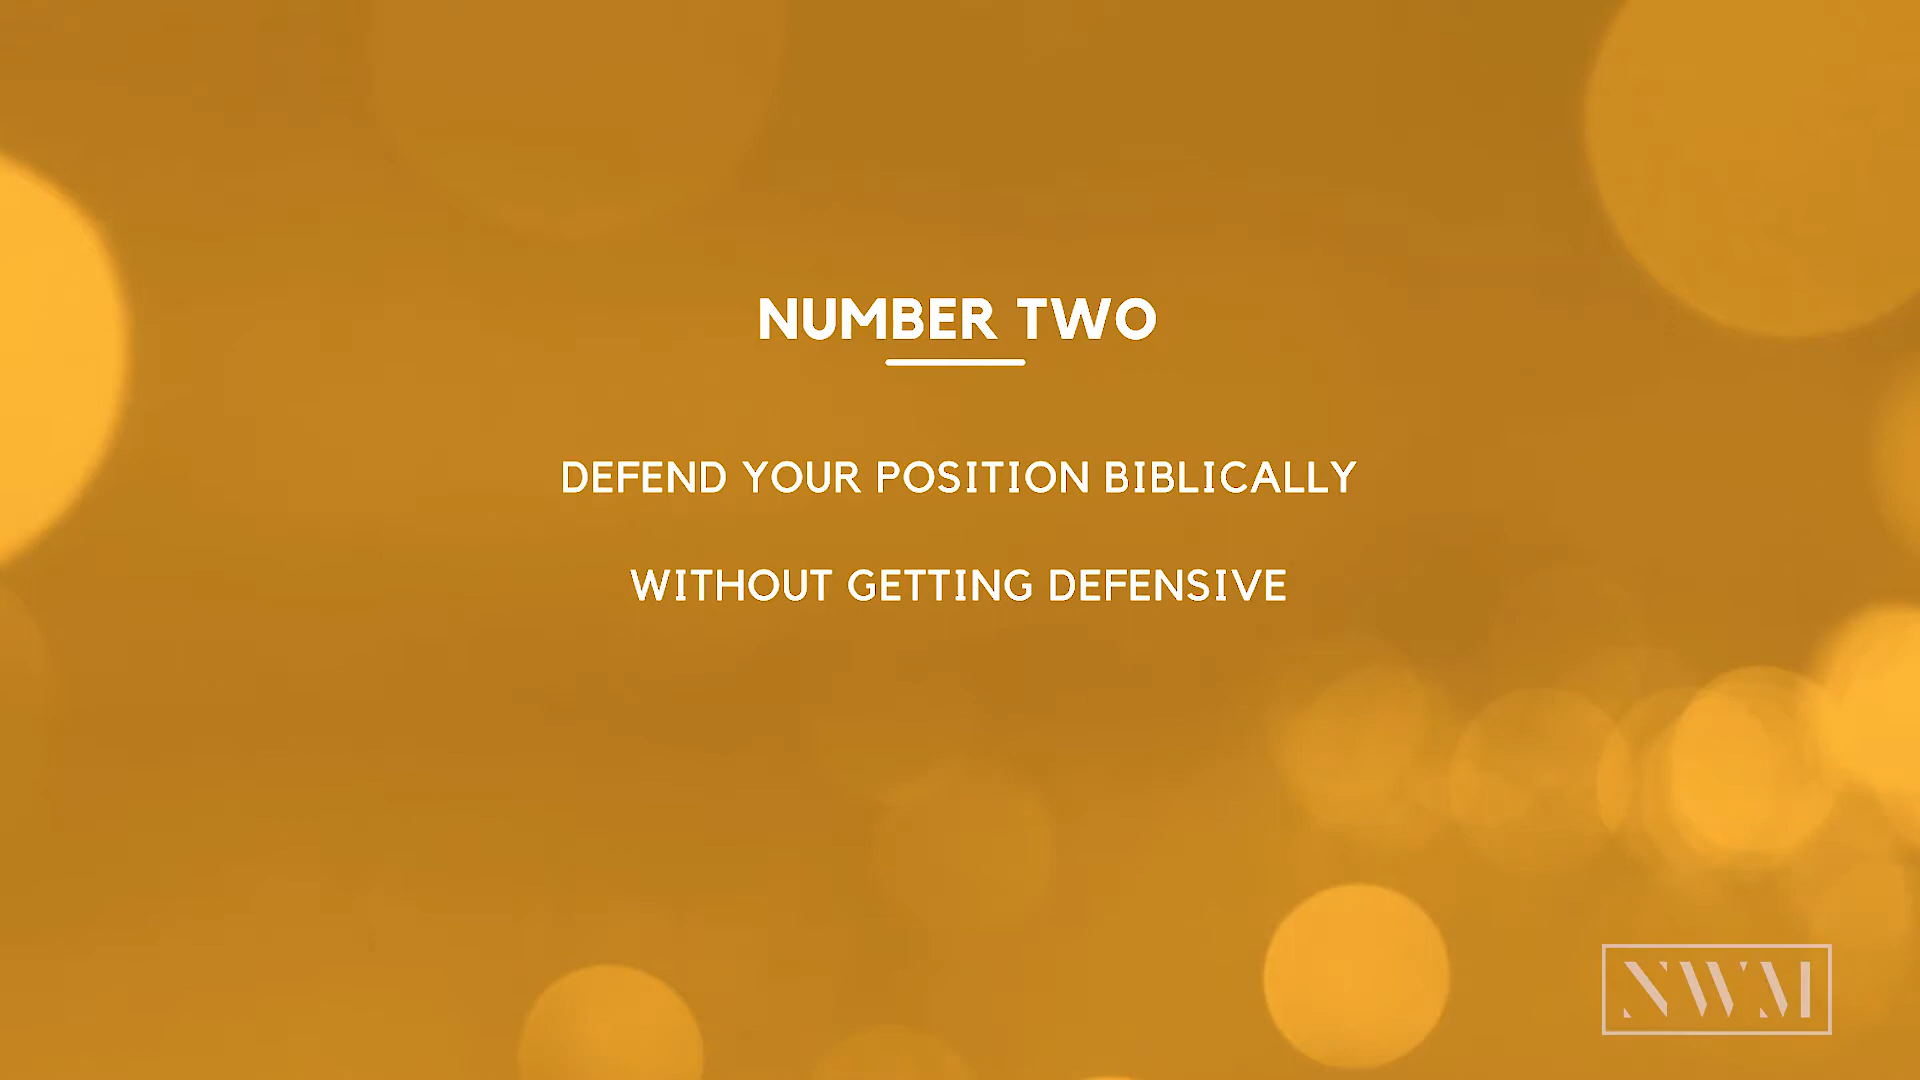 NUMBER TWO
DEFEND YOUR POSITION BIBLICALLY
WITHOUT GETTING DEFENSIVE
NWM